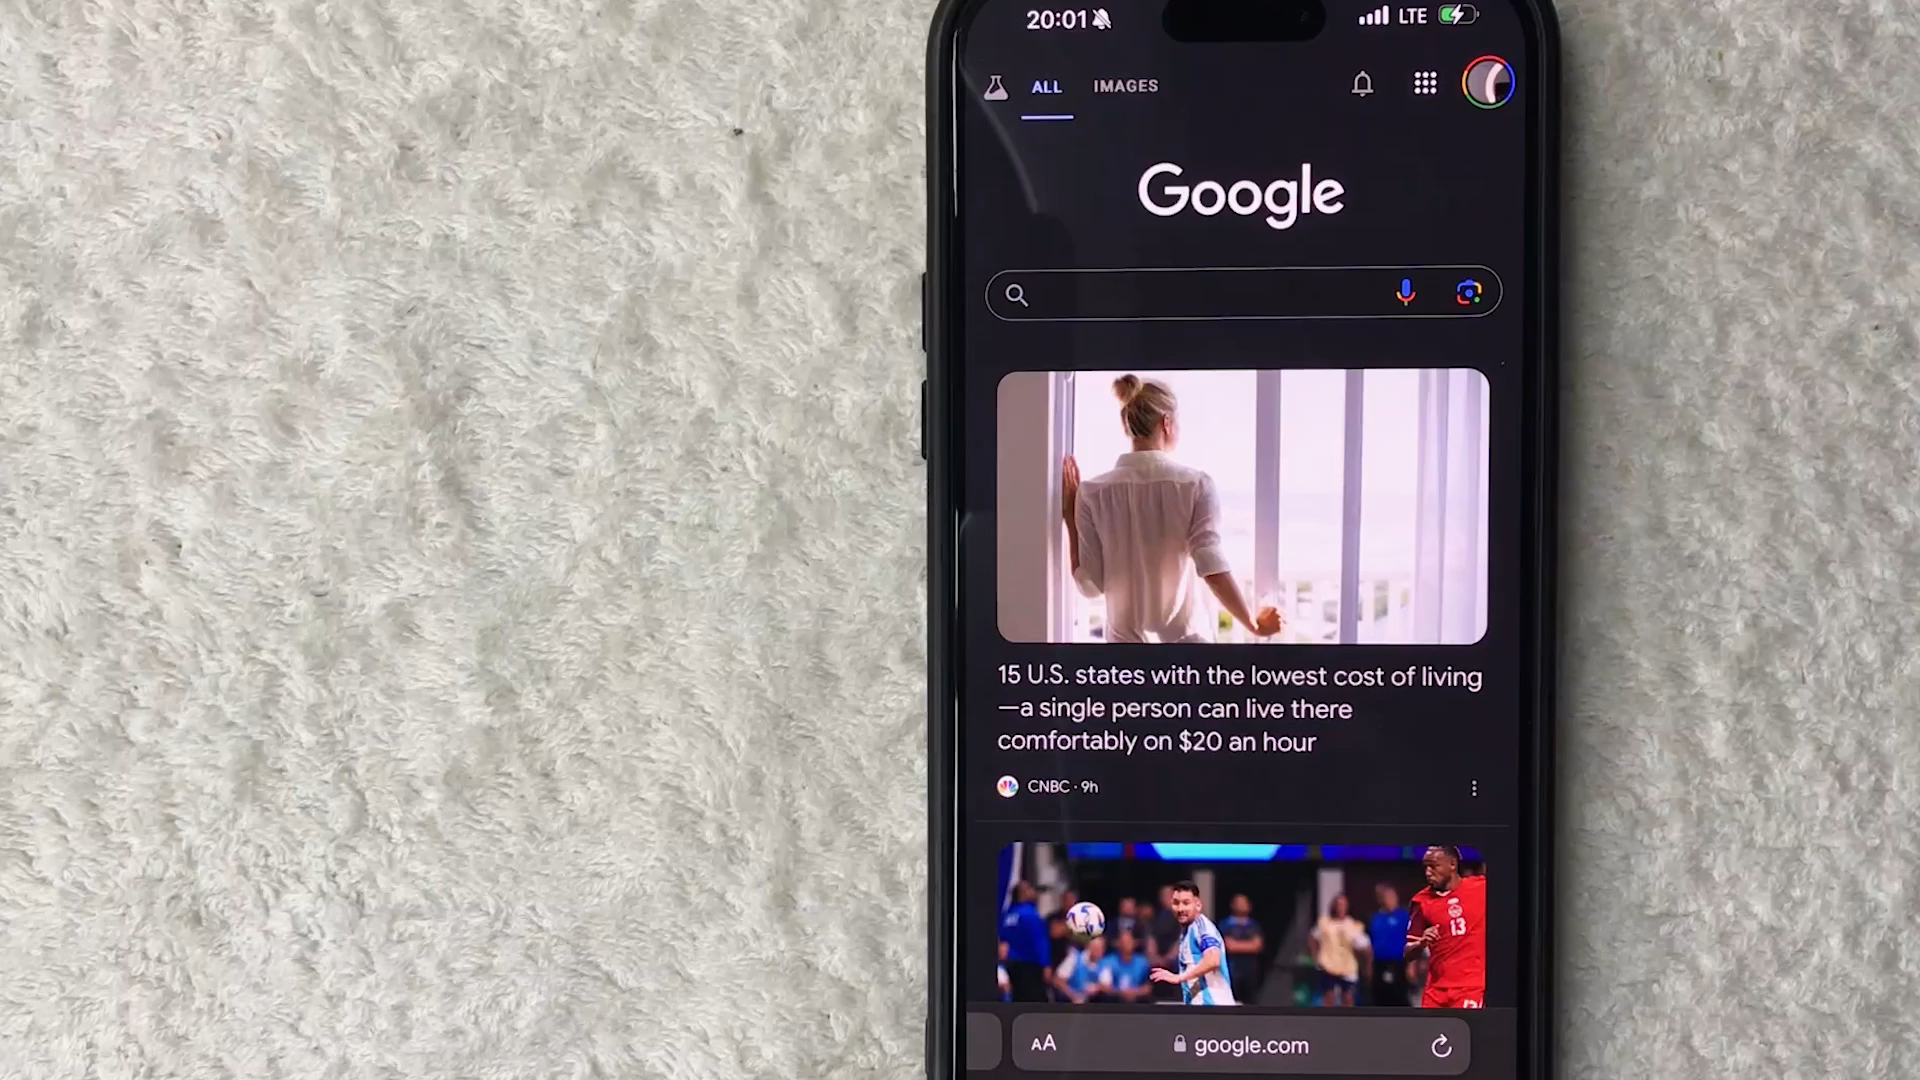 20:01
LTE
ALL
IMAGES
Google
15 U.S. states with the lowest cost of living
—a single person can live there
comfortably on $20 an hour
CNBC · 9h
13
AA
google.com